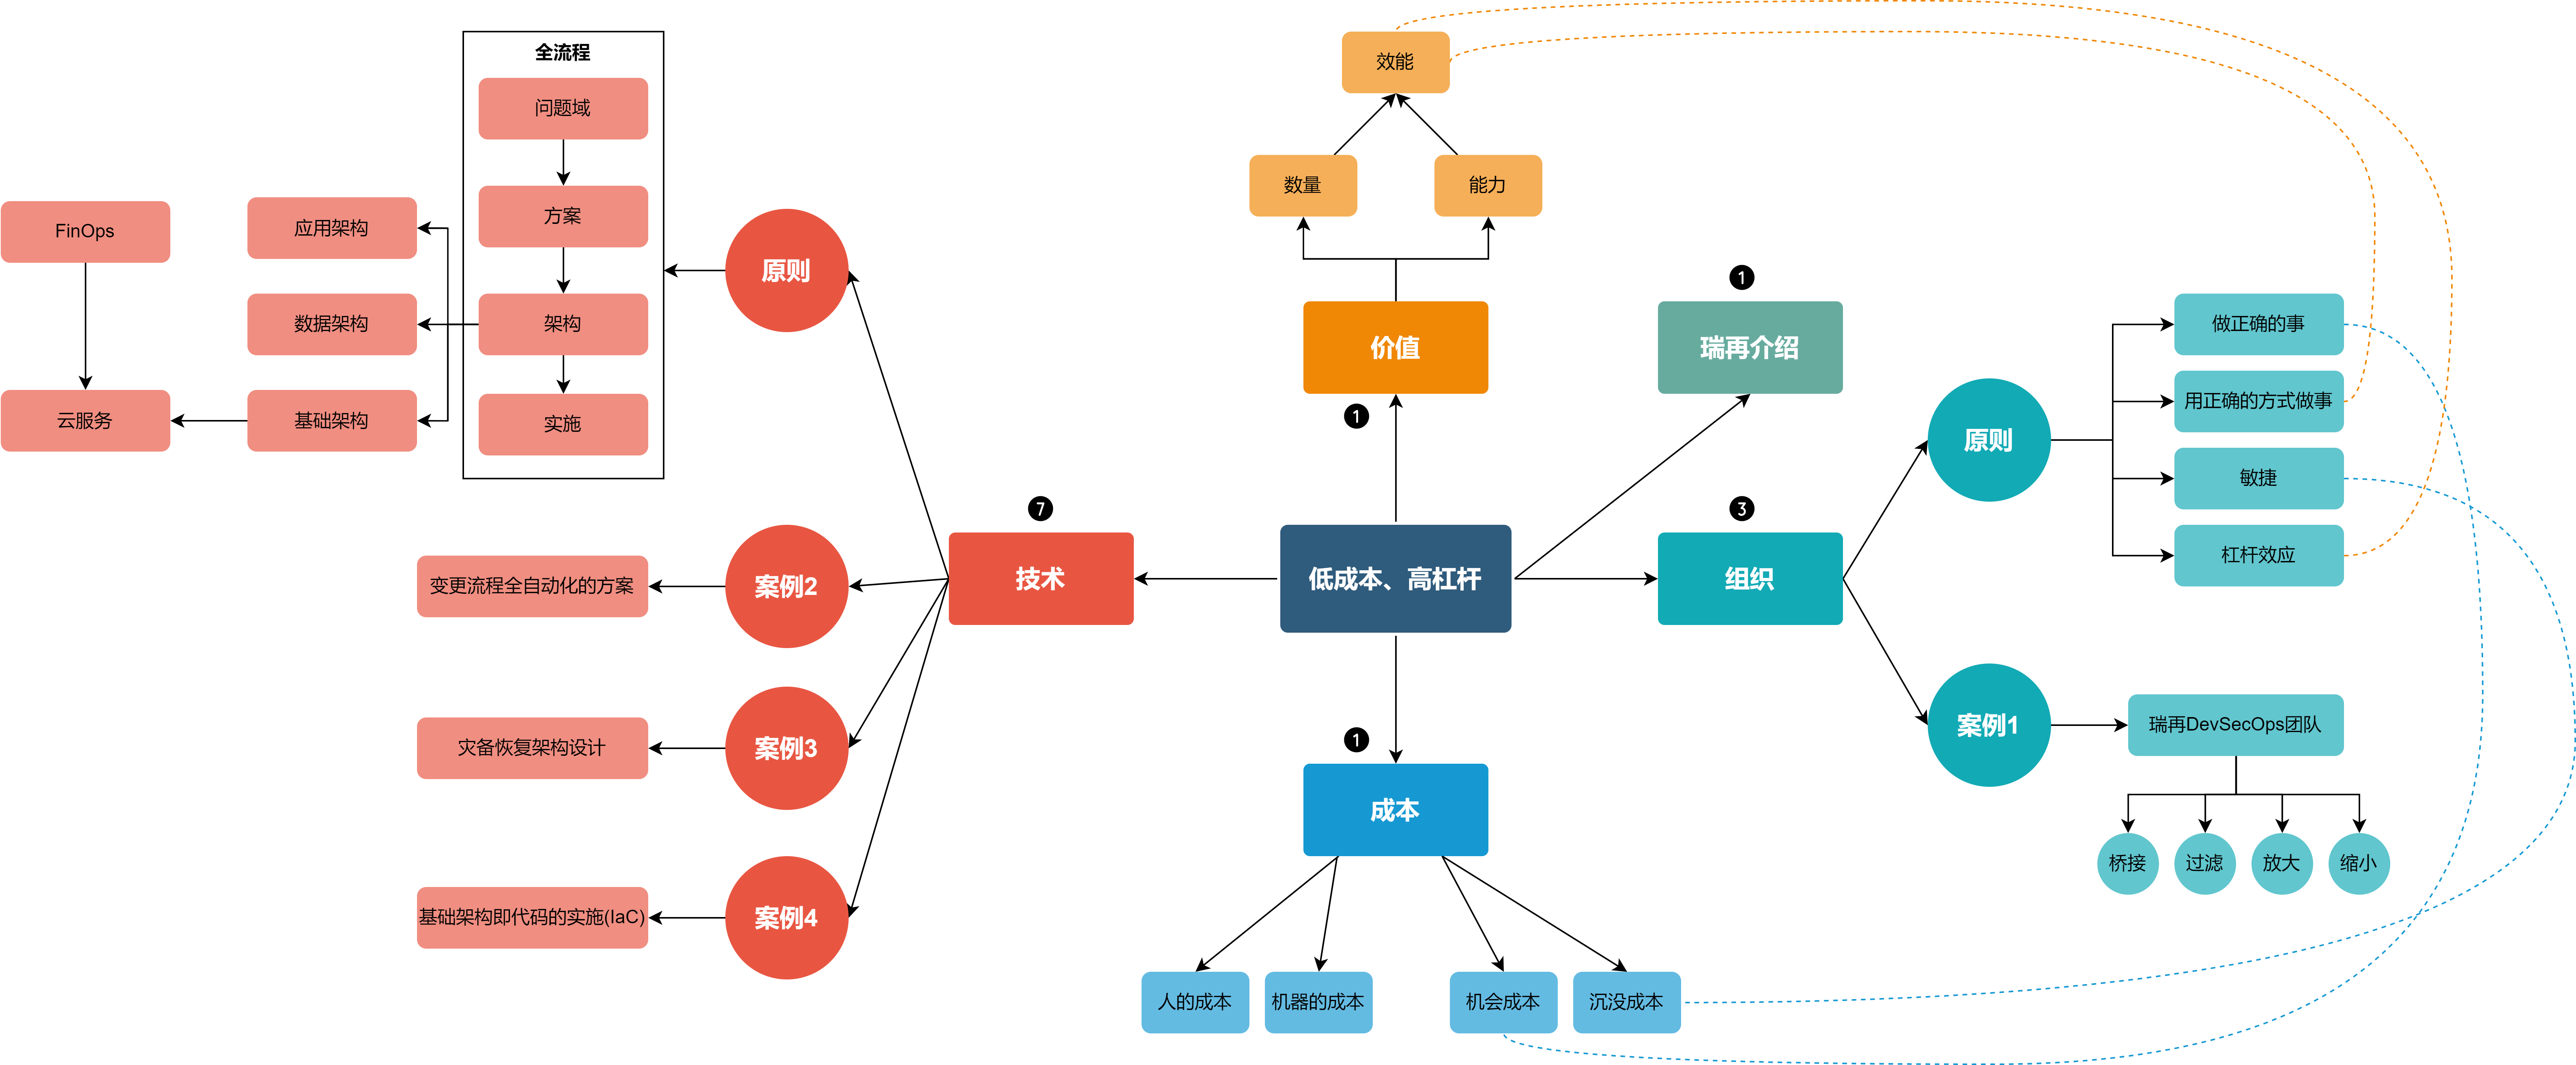 全流程
问题域
方案
架构
实施
FinOps
云服务
应用架构
数据架构
基础架构
原则
变更流程全自动化的方案
案例2
灾备恢复架构设计
案例3
基础架构即代码的实施(IaC)
案例4
7
技术
效能
数量
能力
价值
1
低成本、高杠杆
1
成本
人的成本
机器的成本
机会成本
沉没成本
1
瑞再介绍
3
组织
原则
做正确的事
用正确的方式做事
敏捷
杠杆效应
案例1
瑞再DevSecOps团队
桥接
过滤
放大
缩小